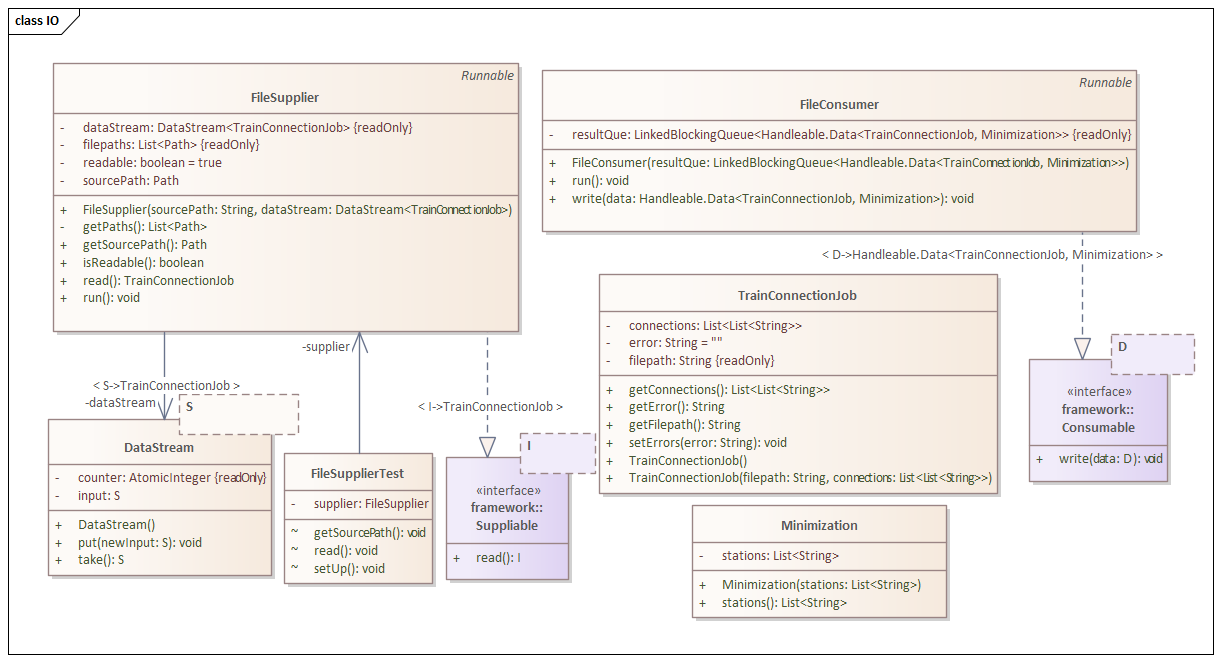 class IO
Runnable
FileSupplier
- dataStream: DataStream<TrainConnectionJob> {readOnly}
- filepaths: List<Path> {readOnly}
- readable: boolean = true
- sourcePath: Path
+ FileSupplier(sourcePath: String, dataStream: DataStream<TrainConnectionJob>)
- getPaths(): List<Path>
+ getSourcePath(): Path
+ isReadable(): boolean
+ read(): TrainConnectionJob
+ run(): void
Runnable
FileConsumer
- resultQue: LinkedBlockingQueue<Handleable.Data<TrainConnectionJob, Minimization>> {readOnly}
+ FileConsumer(resultQue: LinkedBlockingQueue<Handleable.Data<TrainConnectionJob, Minimization>>)
+ run(): void
+ write(data: Handleable.Data<TrainConnectionJob, Minimization>): void
< D->Handleable.Data<TrainConnectionJob, Minimization> >
TrainConnectionJob
- connections: List<List<String>>
- error: String = ""
- filepath: String {readOnly}
+ getConnections(): List<List<String>>
+ getError(): String
+ getFilepath(): String
+ setErrors(error: String): void
+ TrainConnectionJob()
+ TrainConnectionJob(filepath: String, connections: List<List<String>>)
D
«interface»
framework::
Consumable
+ write(data: D): void
-supplier
< S->TrainConnectionJob >
-dataStream
< I->TrainConnectionJob >
S
DataStream
- counter: AtomicInteger {readOnly}
- input: S
+ DataStream()
+ put(newInput: S): void
+ take(): S
FileSupplierTest
- supplier: FileSupplier
~ getSourcePath(): void
~ read(): void
~ setUp(): void
I
«interface»
framework::
Suppliable
+ read(): I
Minimization
- stations: List<String>
+ Minimization(stations: List<String>)
+ stations(): List<String>